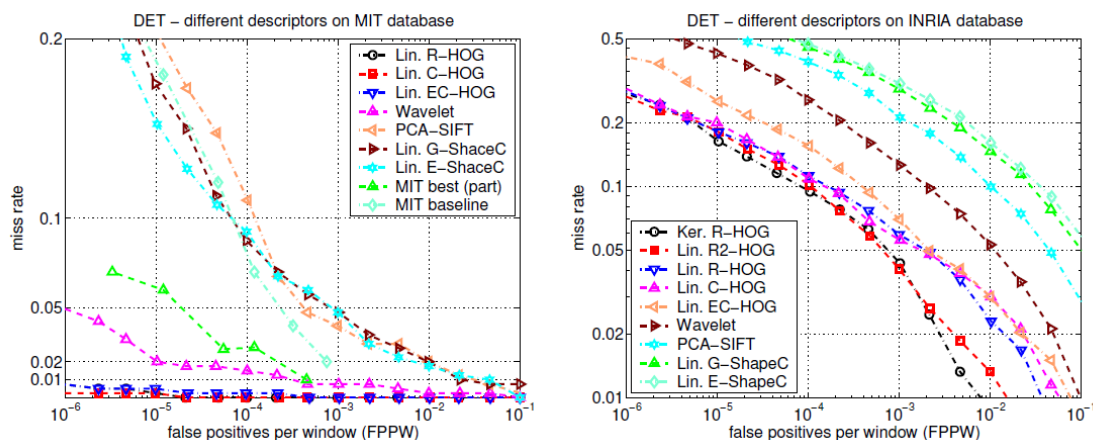 DET − different descriptors on MIT database
0.2
0.1
0.05
0.02
0.01
miss rate
10^−6
10^−5
10^−4
10^−3
10^−2
10^−1
false positives per window (FPPW)
Lin. R−HOG
Lin. C−HOG
Lin. EC−HOG
Wavelet
PCA−SIFT
Lin. G−ShaceC
Lin. E−ShaceC
MIT best (part)
MIT baseline
DET − different descriptors on INRIA database
0.5
0.2
0.1
0.05
0.02
0.01
miss rate
10^−6
10^−5
10^−4
10^−3
10^−2
10^−1
false positives per window (FPPW)
Ker. R−HOG
Lin. R2−HOG
Lin. R−HOG
Lin. C−HOG
Lin. EC−HOG
Wavelet
PCA−SIFT
Lin. G−ShapeC
Lin. E−ShapeC